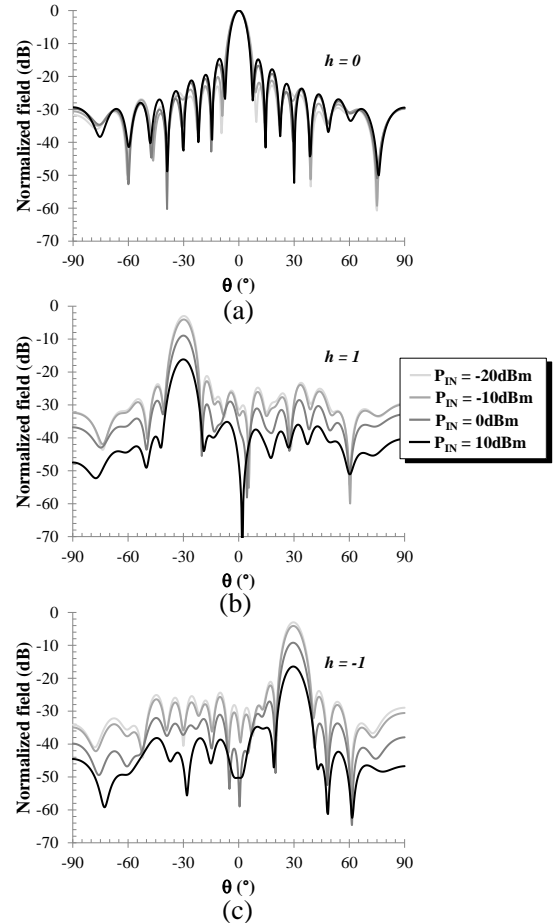 0
-10
-20
-30
-40
-50
-60
-70
Normalized field (dB)
h = 0
-90 -60 -30 0 30 60 90
θ (°)
(a)
0
-10
-20
-30
-40
-50
-60
-70
Normalized field (dB)
h = 1
-90 -60 -30 0 30 60 90
θ (°)
(b)
P_IN = -20dBm
P_IN = -10dBm
P_IN = 0dBm
P_IN = 10dBm
0
-10
-20
-30
-40
-50
-60
-70
Normalized field (dB)
h = -1
-90 -60 -30 0 30 60 90
θ (°)
(c)